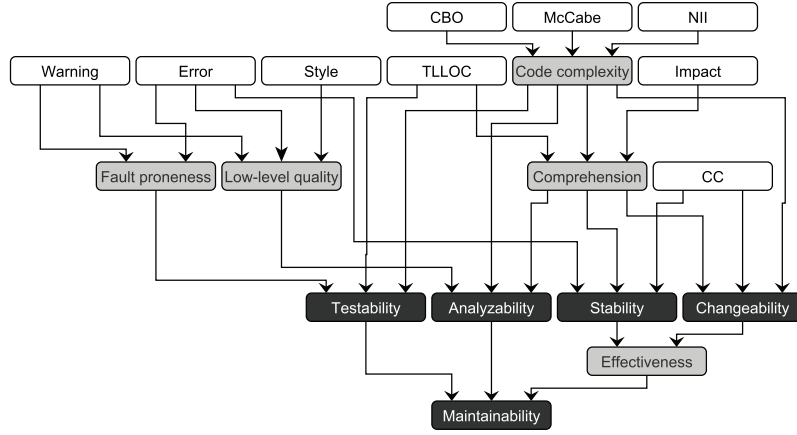 CBO
McCabe
NII
Warning
Error
Style
TLLOC
Code complexity
Impact
Fault proneness
Low-level quality
Comprehension
CC
Testability
Analyzability
Stability
Changeability
Effectiveness
Maintainability